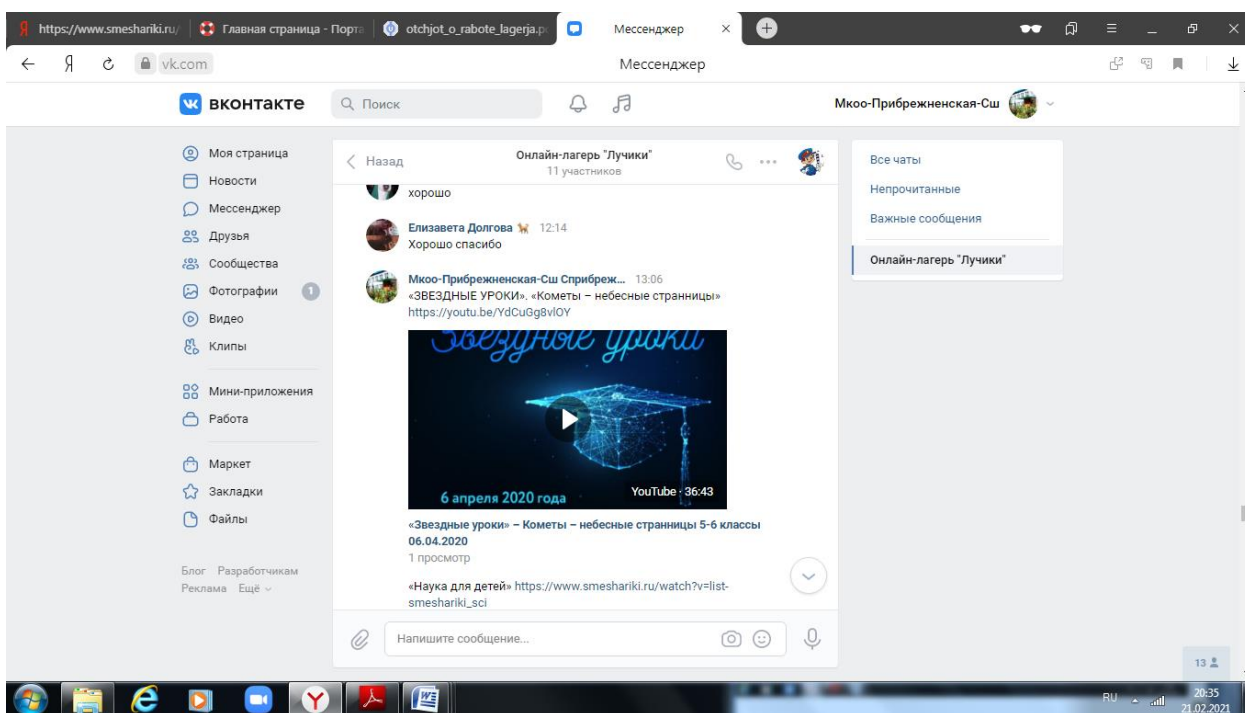 https://www.smeshariki.ru/
Главная страница - Порта
otchjot_o_rabote_lagerja.p
Мессенджер
vk.com
Мессенджер
ВКОНТАКТЕ
Поиск
Мкоо-Прибрежненская-Сш
Моя страница
Новости
Мессенджер
Друзья
Сообщества
Фотографии 1
Видео
Клипы
Мини-приложения
Работа
Маркет
Закладки
Файлы
Блог Разработчикам
Реклама Ещё
Назад
Онлайн-лагерь "Лучики"
11 участников
хорошо
Елизавета Долгова 12:14
Хорошо спасибо
Мкоо-Прибрежненская-Сш Сприбреж... 13:06
«ЗВЕЗДНЫЕ УРОКИ». «Кометы – небесные странницы»
https://youtu.be/YdCuGg8vlOY
Звездные уроки
6 апреля 2020 года
YouTube · 36:43
«Звездные уроки» – Кометы – небесные странницы 5-6 классы
06.04.2020
1 просмотр
«Наука для детей» https://www.smeshariki.ru/watch?v=list-
smeshariki_sci
Напишите сообщение...
Все чаты
Непрочитанные
Важные сообщения
Онлайн-лагерь "Лучики"
13
RU
20:35
21.02.2021